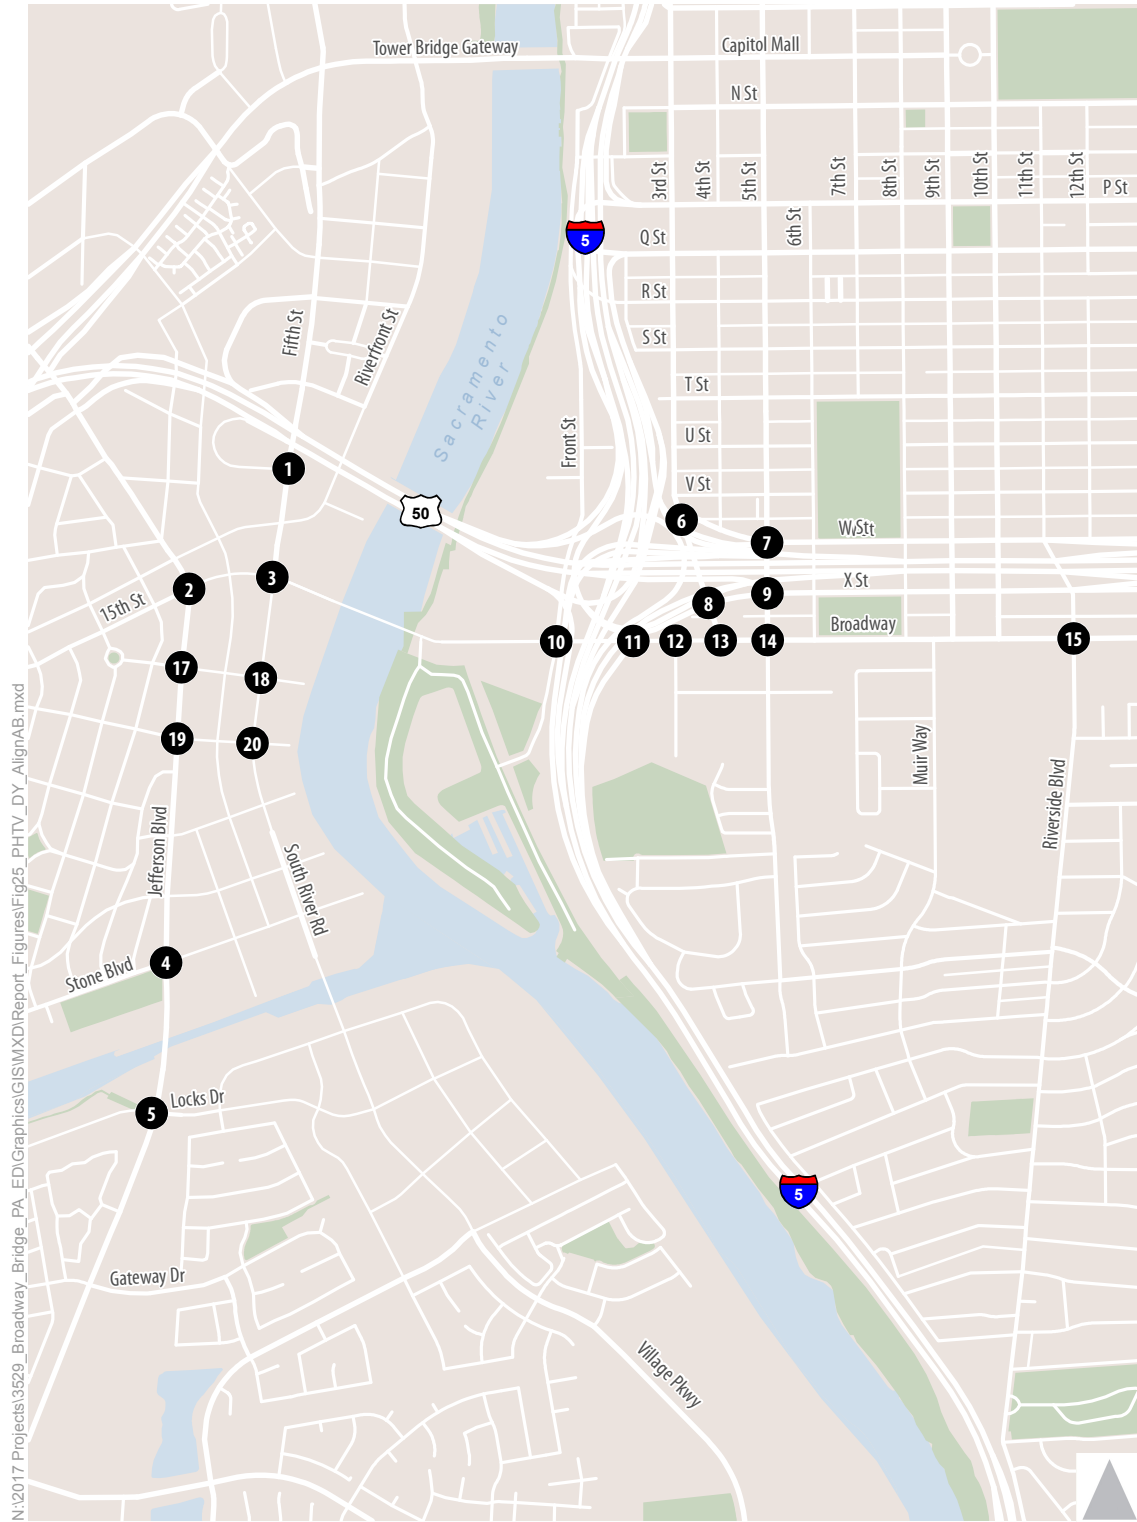 Tower Bridge Gateway
Capitol Mall
N St
3rd St
4th St
5th St
6th St
7th St
8th St
9th St
10th St
11th St
12th St
P St
5
Q St
R St
S St
T St
U St
V St
Fifth St
Riverfront St
Sacramento
River
Front St
1
50
6
7
W St
X St
2
3
15th St
8
9
Broadway
10
11
12
13
14
15
17
18
19
20
Muir Way
Riverside Blvd
Jefferson Blvd
South River Rd
4
Stone Blvd
5
Locks Dr
5
Gateway Dr
Village Pkwy
N:\2017 Projects\3529_Broadway_Bridge_PA_ED\Graphics\GIS\MXD\Report_Figures\Fig25_PHTV_DY_AlignAB.mxd